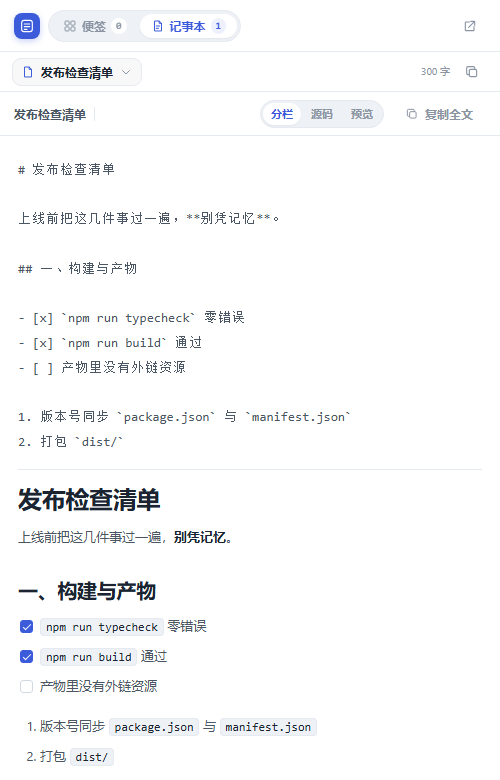 便签 0 记事本 1
发布检查清单 300 字
发布检查清单 分栏 源码 预览 复制全文
# 发布检查清单
上线前把这几件事过一遍，**别凭记忆**。
## 一、构建与产物
- [x] `npm run typecheck` 零错误
- [x] `npm run build` 通过
- [ ] 产物里没有外链资源
1. 版本号同步 `package.json` 与 `manifest.json`
2. 打包 `dist/`
发布检查清单
上线前把这几件事过一遍，别凭记忆。
一、构建与产物
npm run typecheck 零错误
npm run build 通过
产物里没有外链资源
1. 版本号同步 package.json 与 manifest.json
2. 打包 dist/